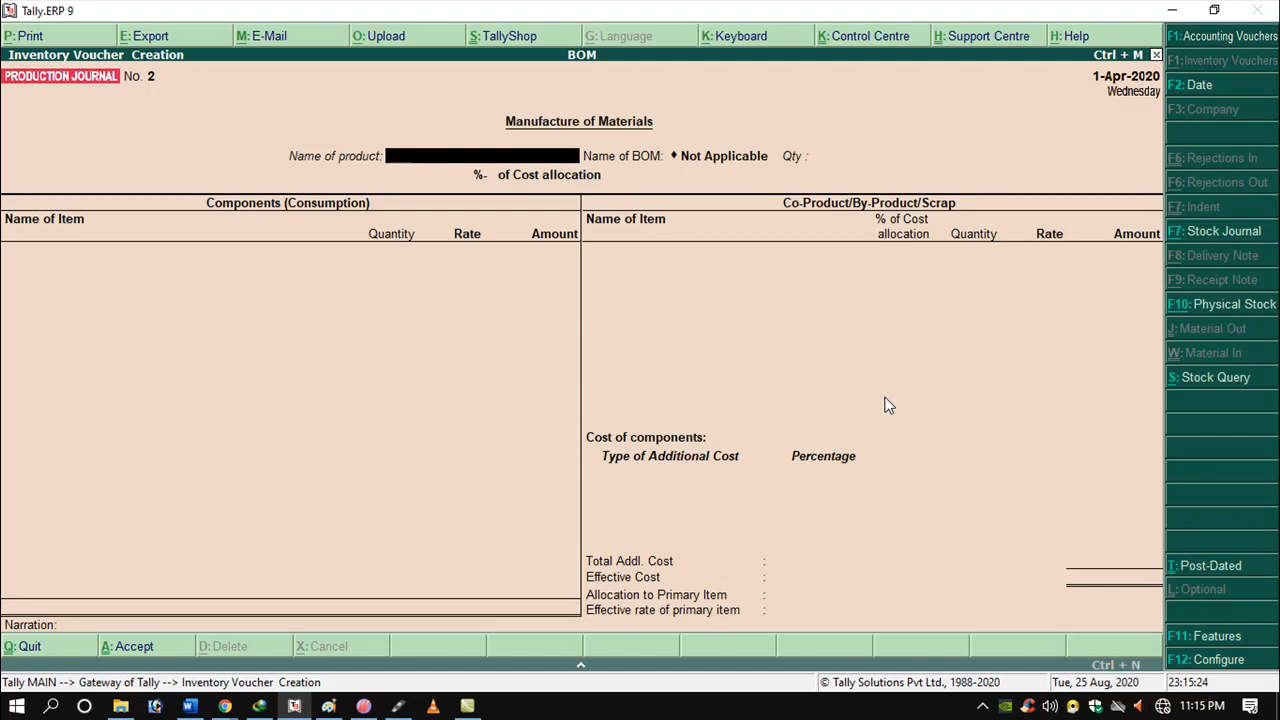 Tally.ERP 9
P: Print E: Export M: E-Mail O: Upload S: TallyShop G: Language K: Keyboard K: Control Centre H: Support Centre H: Help F1: Accounting Vouchers
Inventory Voucher Creation BOM Ctrl + M F1: Inventory Vouchers
PRODUCTION JOURNAL No. 2 1-Apr-2020 F2: Date
Wednesday
F3: Company
Manufacture of Materials
Name of product: Name of BOM: ♦ Not Applicable Qty : F6: Rejections In
%- of Cost allocation F6: Rejections Out
Components (Consumption) Co-Product/By-Product/Scrap F7: Indent
Name of Item Name of Item % of Cost
Quantity Rate Amount allocation Quantity Rate Amount F7: Stock Journal
F8: Delivery Note
F9: Receipt Note
F10: Physical Stock
J: Material Out
W: Material In
S: Stock Query
Cost of components:
Type of Additional Cost Percentage
Total Addl. Cost : T: Post-Dated
Effective Cost :
Allocation to Primary Item : L: Optional
Effective rate of primary item :
Narration: F11: Features
Q: Quit A: Accept D: Delete X: Cancel
Ctrl + N F12: Configure
Tally MAIN --> Gateway of Tally --> Inventory Voucher Creation © Tally Solutions Pvt Ltd., 1988-2020 Tue, 25 Aug, 2020 23:15:24
11:15 PM